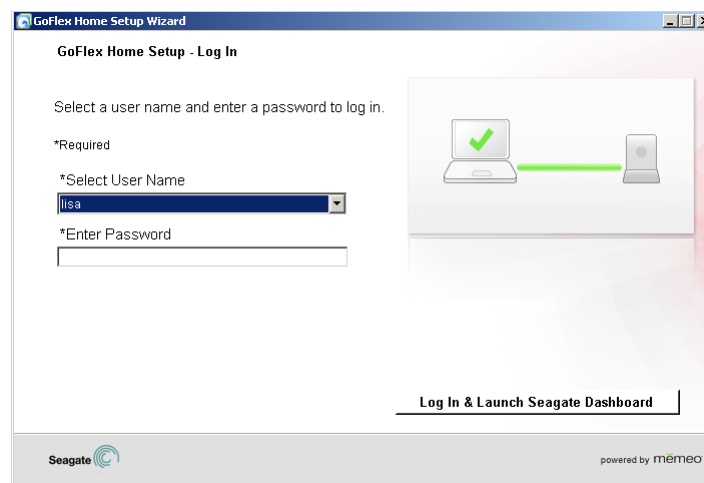 GoFlex Home Setup Wizard
GoFlex Home Setup - Log In
Select a user name and enter a password to log in.
*Required
*Select User Name
lisa
*Enter Password
Log In & Launch Seagate Dashboard
Seagate
powered by mēmeo